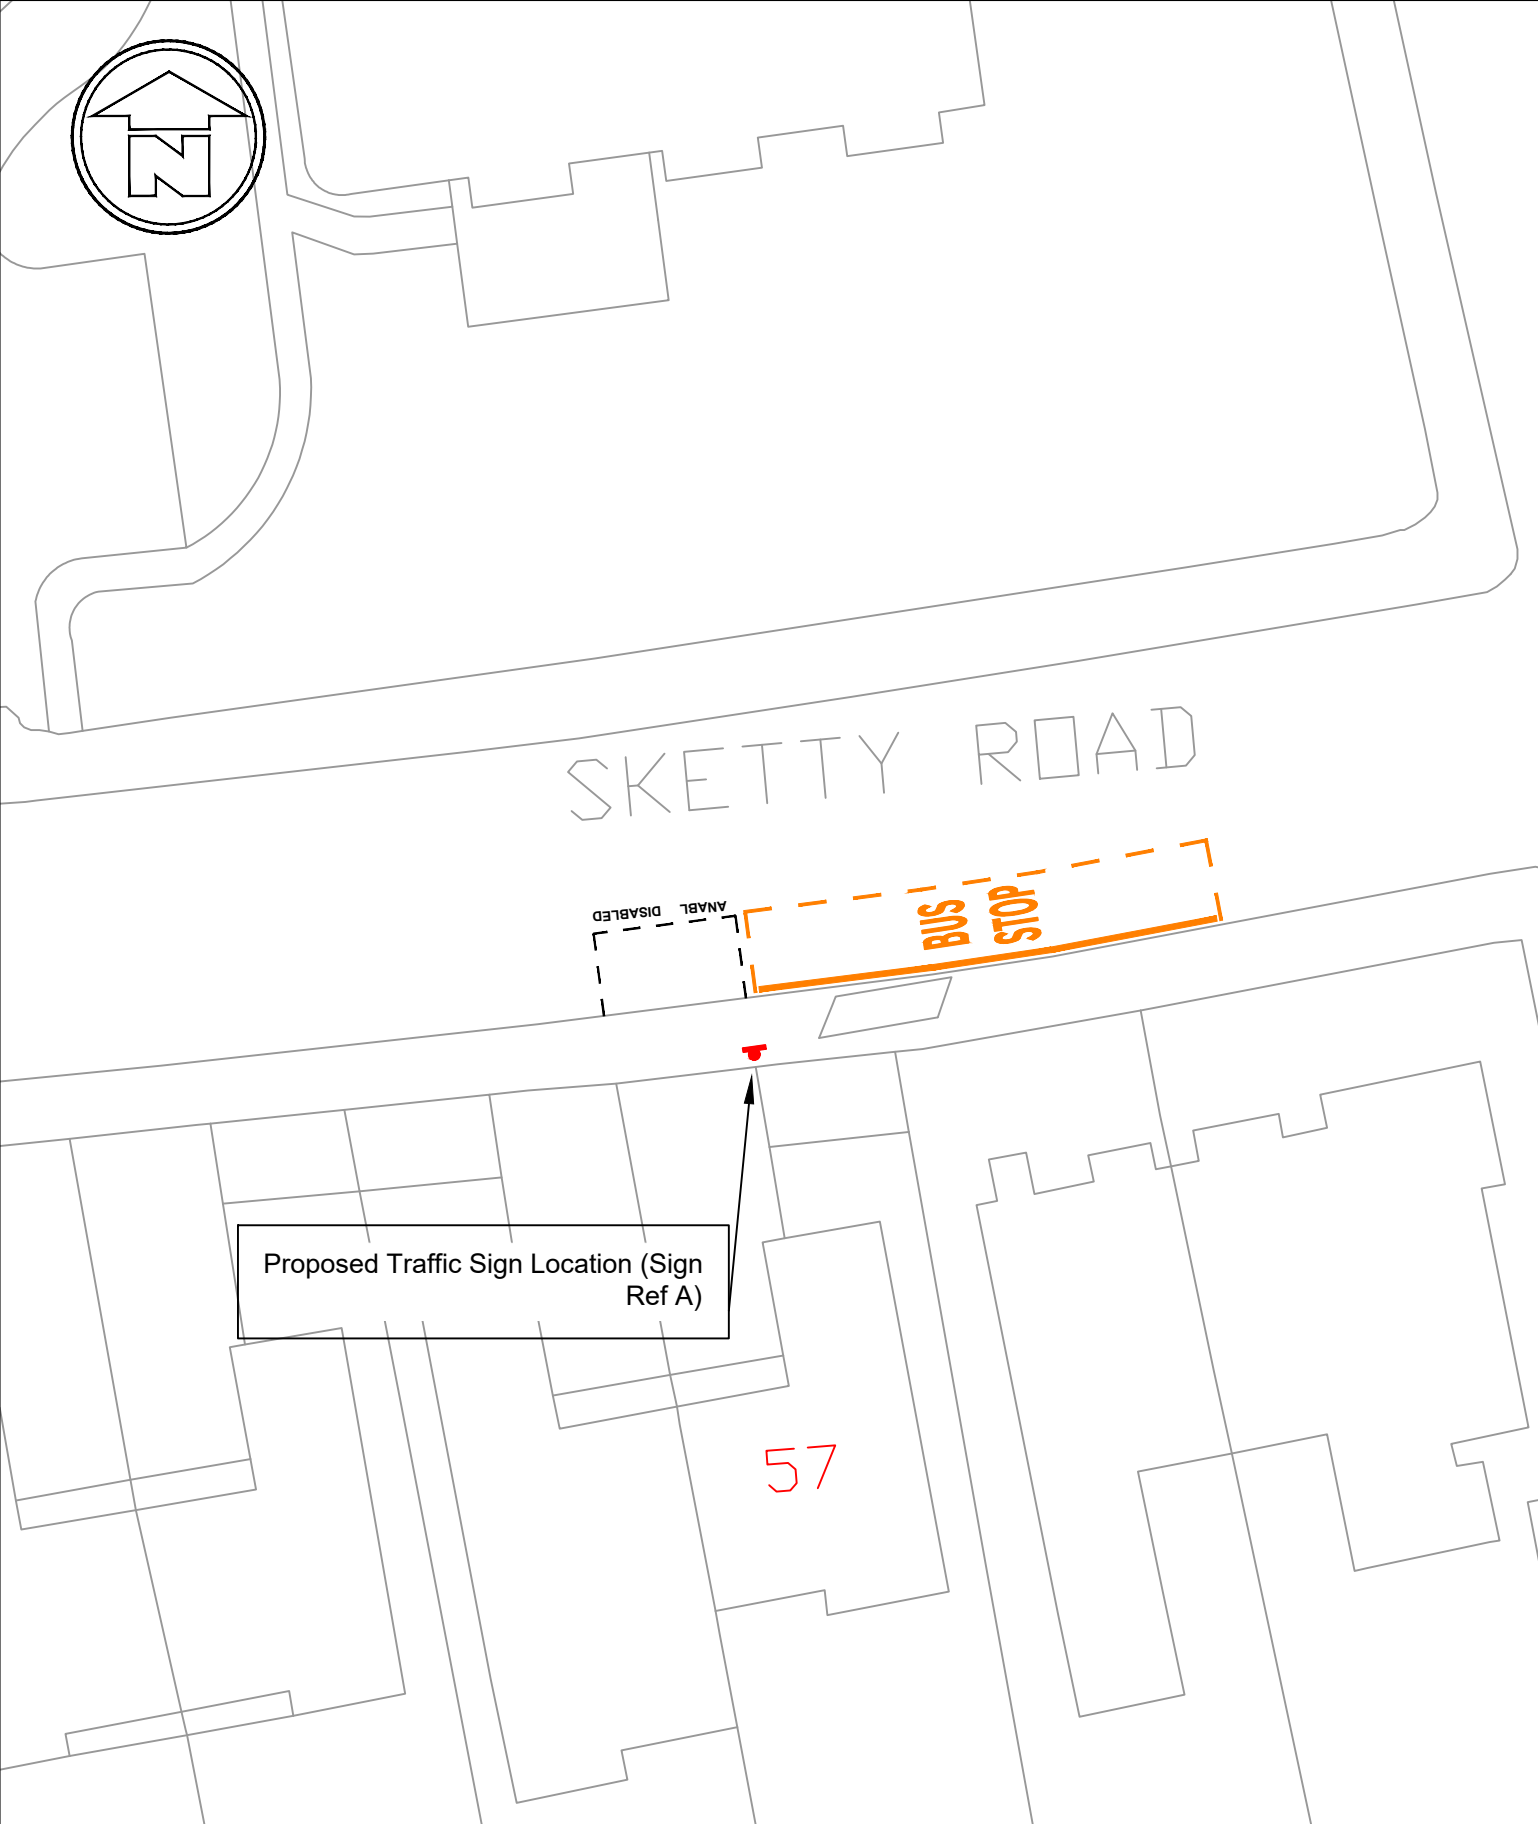 N
SKETTY ROAD
BUS
STOP
DISABLED ANABL
Proposed Traffic Sign Location (Sign
Ref A)
57